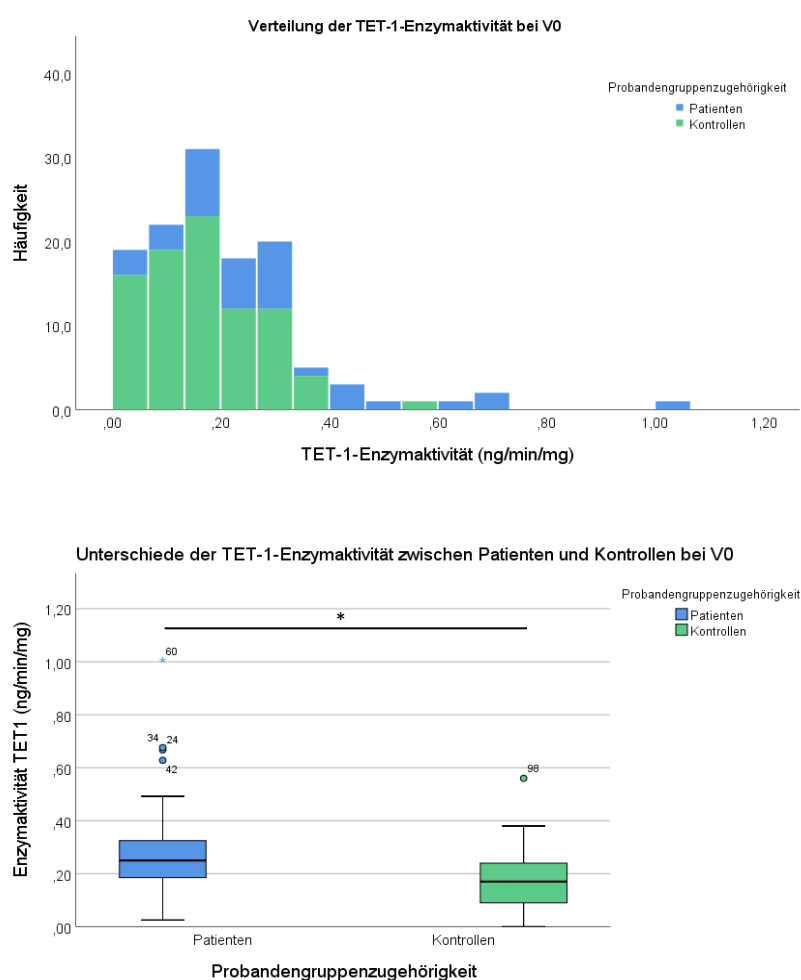 Verteilung der TET-1-Enzymaktivität bei V0
Häufigkeit
40,0
30,0
20,0
10,0
0,0
Probandengruppenzugehörigkeit
Patienten
Kontrollen
,00 ,20 ,40 ,60 ,80 1,00 1,20
TET-1-Enzymaktivität (ng/min/mg)
Unterschiede der TET-1-Enzymaktivität zwischen Patienten und Kontrollen bei V0
Enzymaktivität TET1 (ng/min/mg)
1,20
1,00
,80
,60
,40
,20
,00
*
60
34 24
42
98
Probandengruppenzugehörigkeit
Patienten
Kontrollen
Patienten Kontrollen
Probandengruppenzugehörigkeit